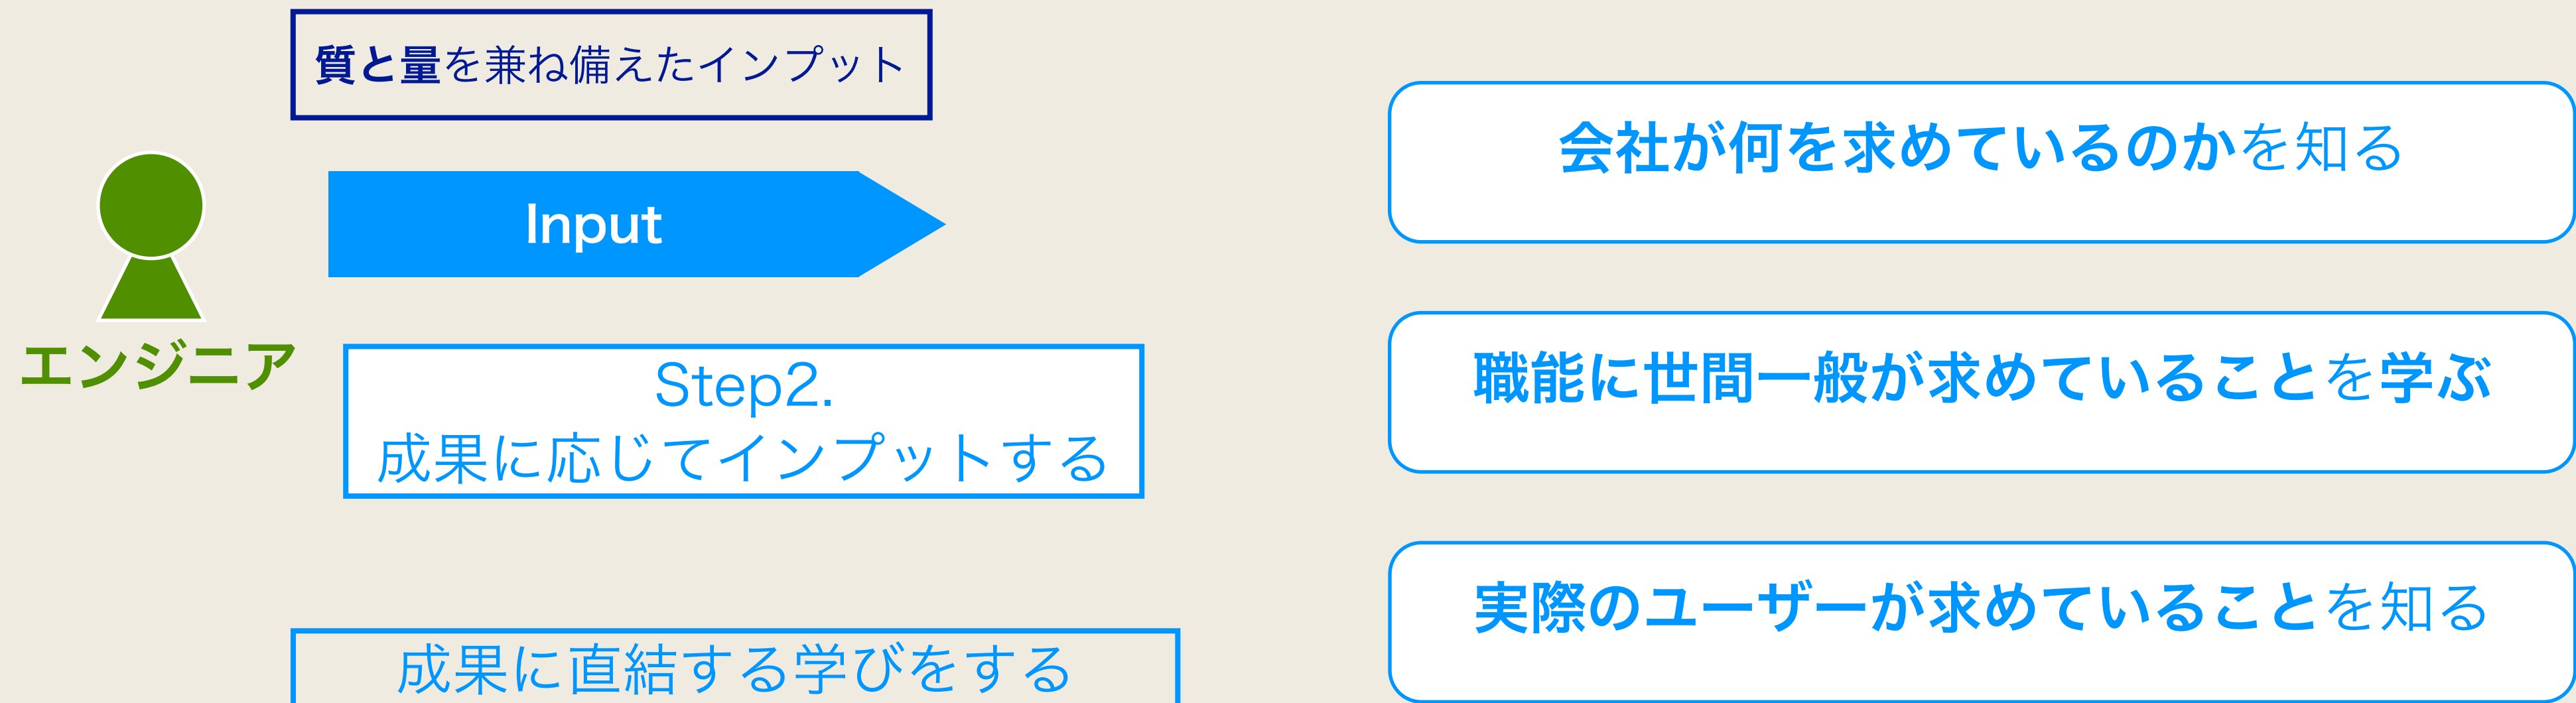 質と量を兼ね備えたインプット
Input
エンジニア
Step2.
成果に応じてインプットする
成果に直結する学びをする
会社が何を求めているのかを知る
職能に世間一般が求めていることを学ぶ
実際のユーザーが求めていることを知る